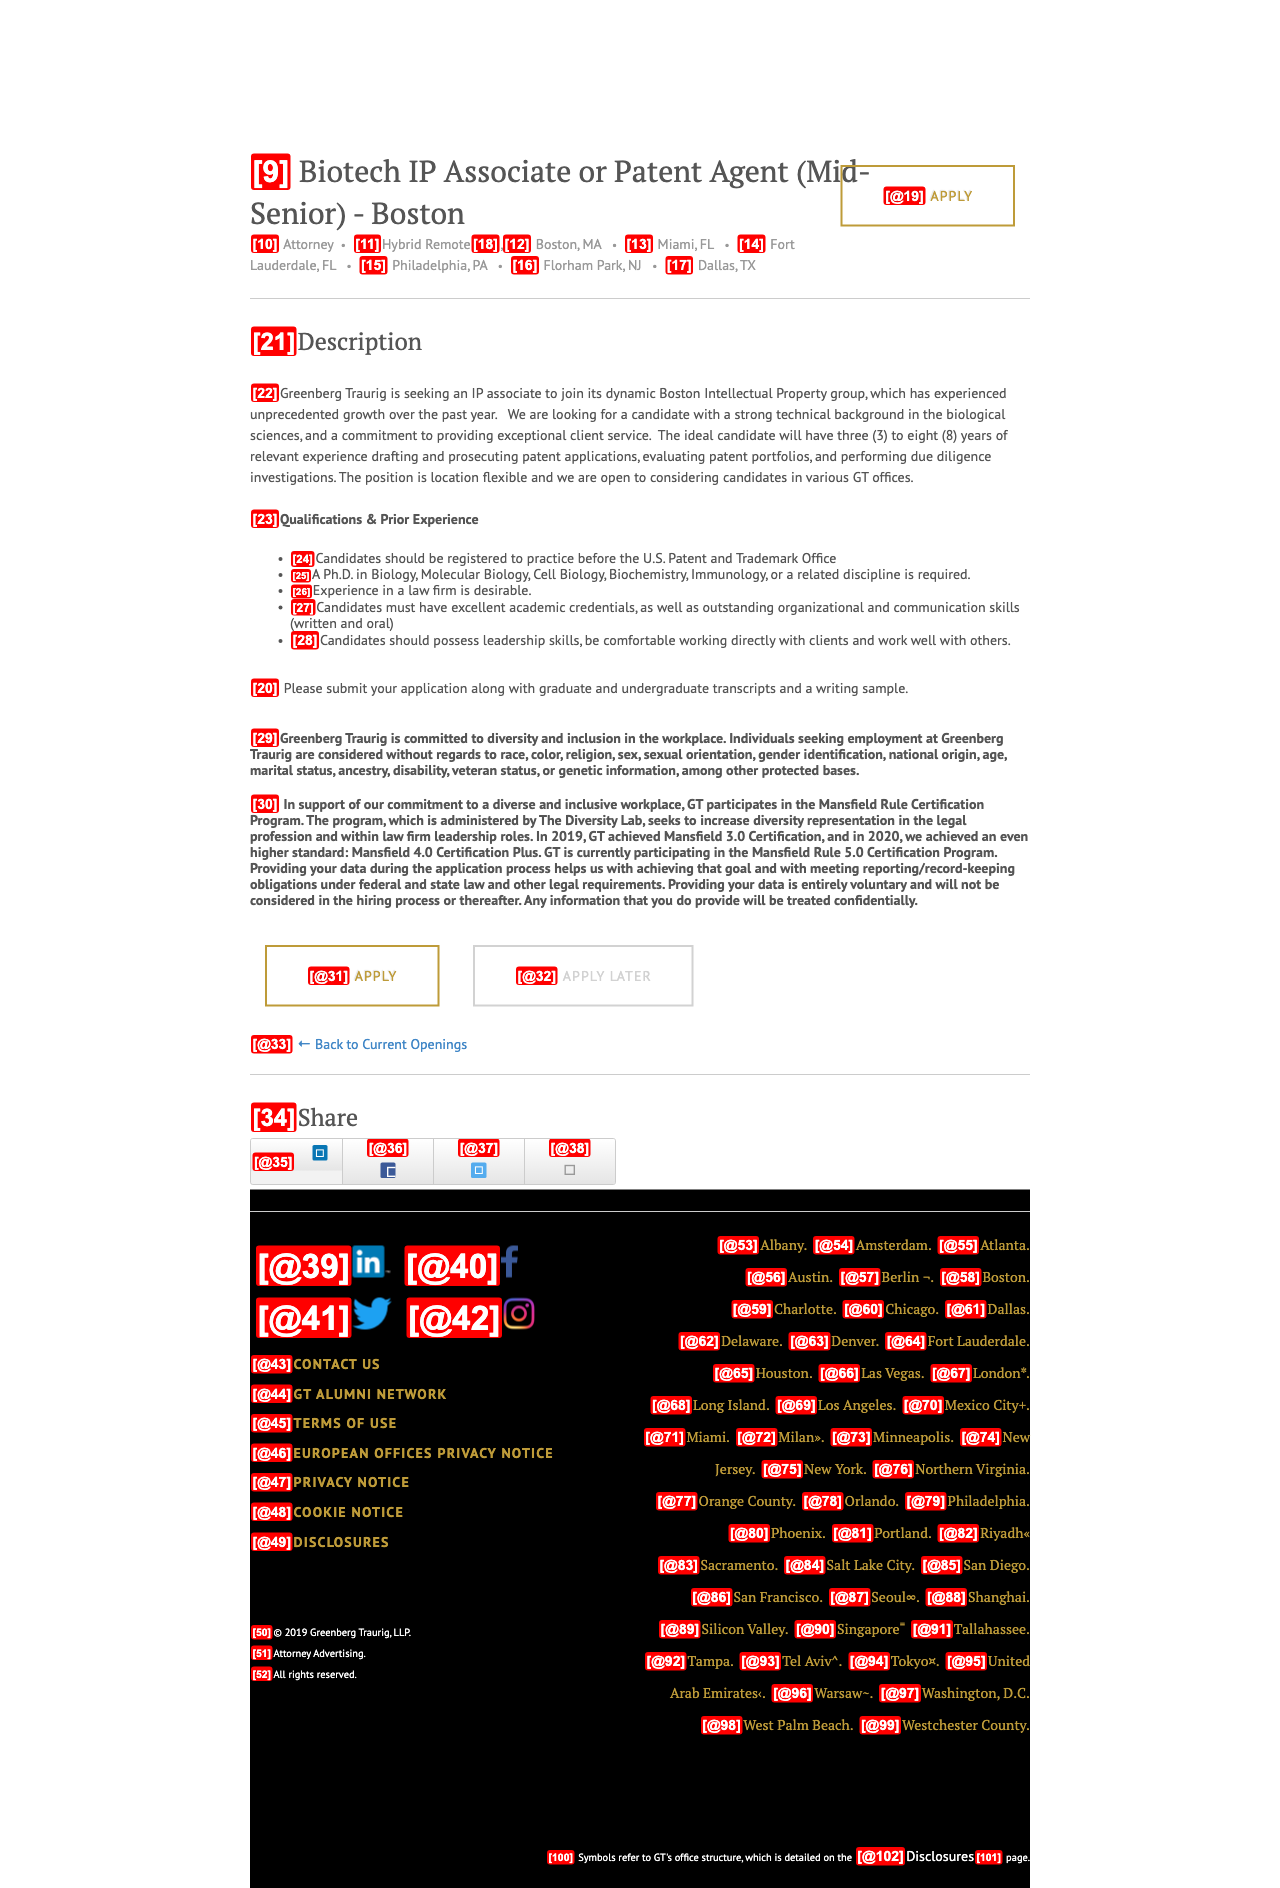 [9] Biotech IP Associate or Patent Agent (Mid-
Senior) - Boston
[@19] APPLY
[10] Attorney • [11]Hybrid Remote[18],[12] Boston, MA • [13] Miami, FL • [14] Fort
Lauderdale, FL • [15] Philadelphia, PA • [16] Florham Park, NJ • [17] Dallas, TX
[21]Description
[22]Greenberg Traurig is seeking an IP associate to join its dynamic Boston Intellectual Property group, which has experienced
unprecedented growth over the past year. We are looking for a candidate with a strong technical background in the biological
sciences, and a commitment to providing exceptional client service. The ideal candidate will have three (3) to eight (8) years of
relevant experience drafting and prosecuting patent applications, evaluating patent portfolios, and performing due diligence
investigations. The position is location flexible and we are open to considering candidates in various GT offices.
[23]Qualifications & Prior Experience
• [24]Candidates should be registered to practice before the U.S. Patent and Trademark Office
• [25]A Ph.D. in Biology, Molecular Biology, Cell Biology, Biochemistry, Immunology, or a related discipline is required.
• [26]Experience in a law firm is desirable.
• [27]Candidates must have excellent academic credentials, as well as outstanding organizational and communication skills
(written and oral)
• [28]Candidates should possess leadership skills, be comfortable working directly with clients and work well with others.
[20] Please submit your application along with graduate and undergraduate transcripts and a writing sample.
[29]Greenberg Traurig is committed to diversity and inclusion in the workplace. Individuals seeking employment at Greenberg
Traurig are considered without regards to race, color, religion, sex, sexual orientation, gender identification, national origin, age,
marital status, ancestry, disability, veteran status, or genetic information, among other protected bases.
[30] In support of our commitment to a diverse and inclusive workplace, GT participates in the Mansfield Rule Certification
Program. The program, which is administered by The Diversity Lab, seeks to increase diversity representation in the legal
profession and within law firm leadership roles. In 2019, GT achieved Mansfield 3.0 Certification, and in 2020, we achieved an even
higher standard: Mansfield 4.0 Certification Plus. GT is currently participating in the Mansfield Rule 5.0 Certification Program.
Providing your data during the application process helps us with achieving that goal and with meeting reporting/record-keeping
obligations under federal and state law and other legal requirements. Providing your data is entirely voluntary and will not be
considered in the hiring process or thereafter. Any information that you do provide will be treated confidentially.
[@31] APPLY [@32] APPLY LATER
[@33] ← Back to Current Openings
[34]Share
[@35] [@36] [@37] [@38]
[@39]in [@40]f
[@41] [@42]
[@43]CONTACT US
[@44]GT ALUMNI NETWORK
[@45]TERMS OF USE
[@46]EUROPEAN OFFICES PRIVACY NOTICE
[@47]PRIVACY NOTICE
[@48]COOKIE NOTICE
[@49]DISCLOSURES
[50]© 2019 Greenberg Traurig, LLP.
[51]Attorney Advertising.
[52]All rights reserved.
[@53]Albany. [@54]Amsterdam. [@55]Atlanta.
[@56]Austin. [@57]Berlin ¬. [@58]Boston.
[@59]Charlotte. [@60]Chicago. [@61]Dallas.
[@62]Delaware. [@63]Denver. [@64]Fort Lauderdale.
[@65]Houston. [@66]Las Vegas. [@67]London*.
[@68]Long Island. [@69]Los Angeles. [@70]Mexico City+.
[@71]Miami. [@72]Milan». [@73]Minneapolis. [@74]New
Jersey. [@75]New York. [@76]Northern Virginia.
[@77]Orange County. [@78]Orlando. [@79]Philadelphia.
[@80]Phoenix. [@81]Portland. [@82]Riyadh«
[@83]Sacramento. [@84]Salt Lake City. [@85]San Diego.
[@86]San Francisco. [@87]Seoul∞. [@88]Shanghai.
[@89]Silicon Valley. [@90]Singapore" [@91]Tallahassee.
[@92]Tampa. [@93]Tel Aviv^. [@94]Tokyo¤. [@95]United
Arab Emirates‹. [@96]Warsaw~. [@97]Washington, D.C.
[@98]West Palm Beach. [@99]Westchester County.
[100] Symbols refer to GT's office structure, which is detailed on the [@102]Disclosures[101] page.